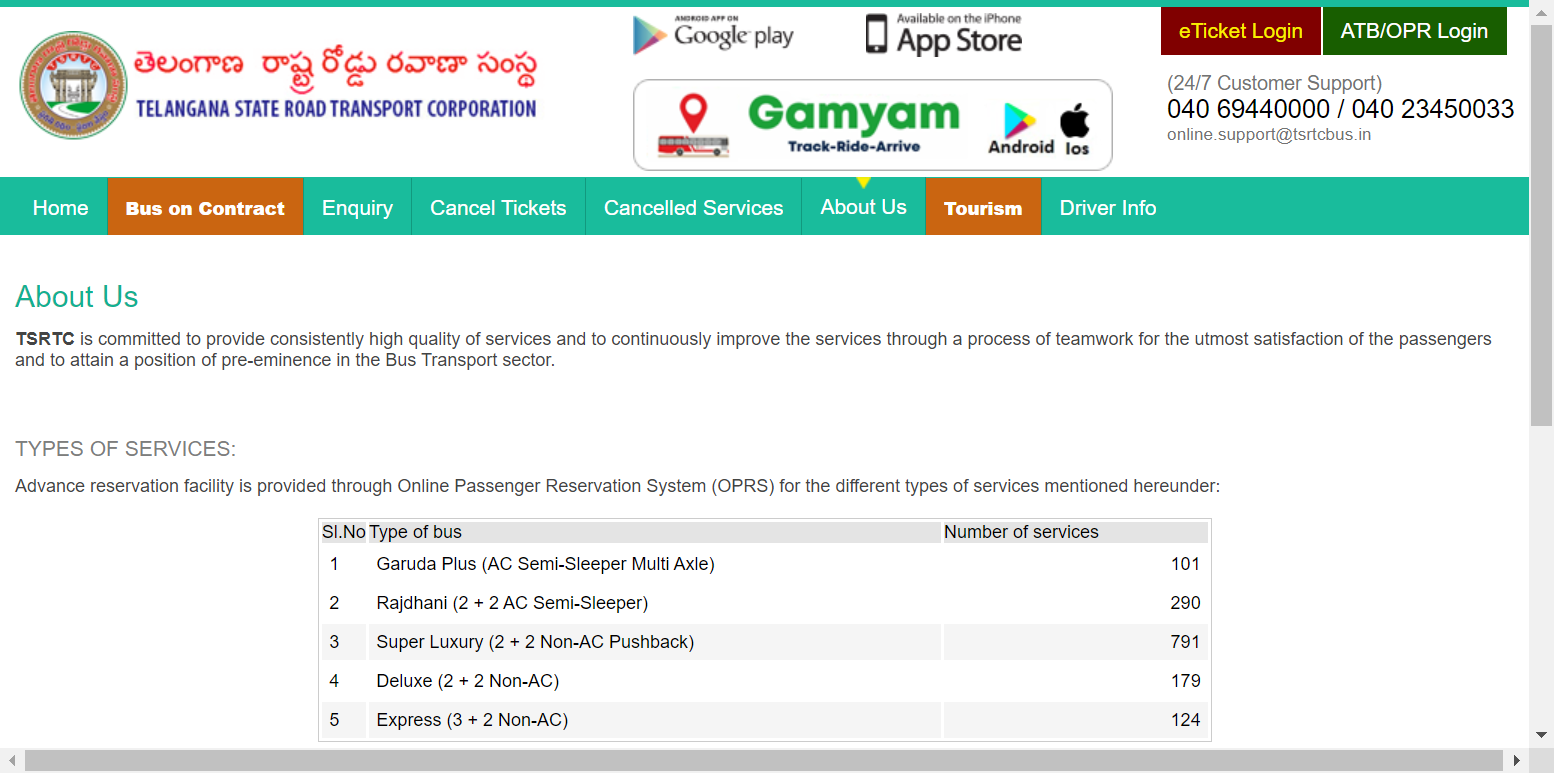 తెలంగాణ రాష్ట్ర రోడ్డు రవాణా సంస్థ
TELANGANA STATE ROAD TRANSPORT CORPORATION
ANDROID APP ON
Google play
Available on the iPhone
App Store
Gamyam
Track-Ride-Arrive
Android
Ios
eTicket Login
ATB/OPR Login
(24/7 Customer Support)
040 69440000 / 040 23450033
online.support@tsrtcbus.in
Home
Bus on Contract
Enquiry
Cancel Tickets
Cancelled Services
About Us
Tourism
Driver Info
About Us
TSRTC is committed to provide consistently high quality of services and to continuously improve the services through a process of teamwork for the utmost satisfaction of the passengers
and to attain a position of pre-eminence in the Bus Transport sector.
TYPES OF SERVICES:
Advance reservation facility is provided through Online Passenger Reservation System (OPRS) for the different types of services mentioned hereunder:
Sl.No Type of bus Number of services
1 Garuda Plus (AC Semi-Sleeper Multi Axle) 101
2 Rajdhani (2 + 2 AC Semi-Sleeper) 290
3 Super Luxury (2 + 2 Non-AC Pushback) 791
4 Deluxe (2 + 2 Non-AC) 179
5 Express (3 + 2 Non-AC) 124